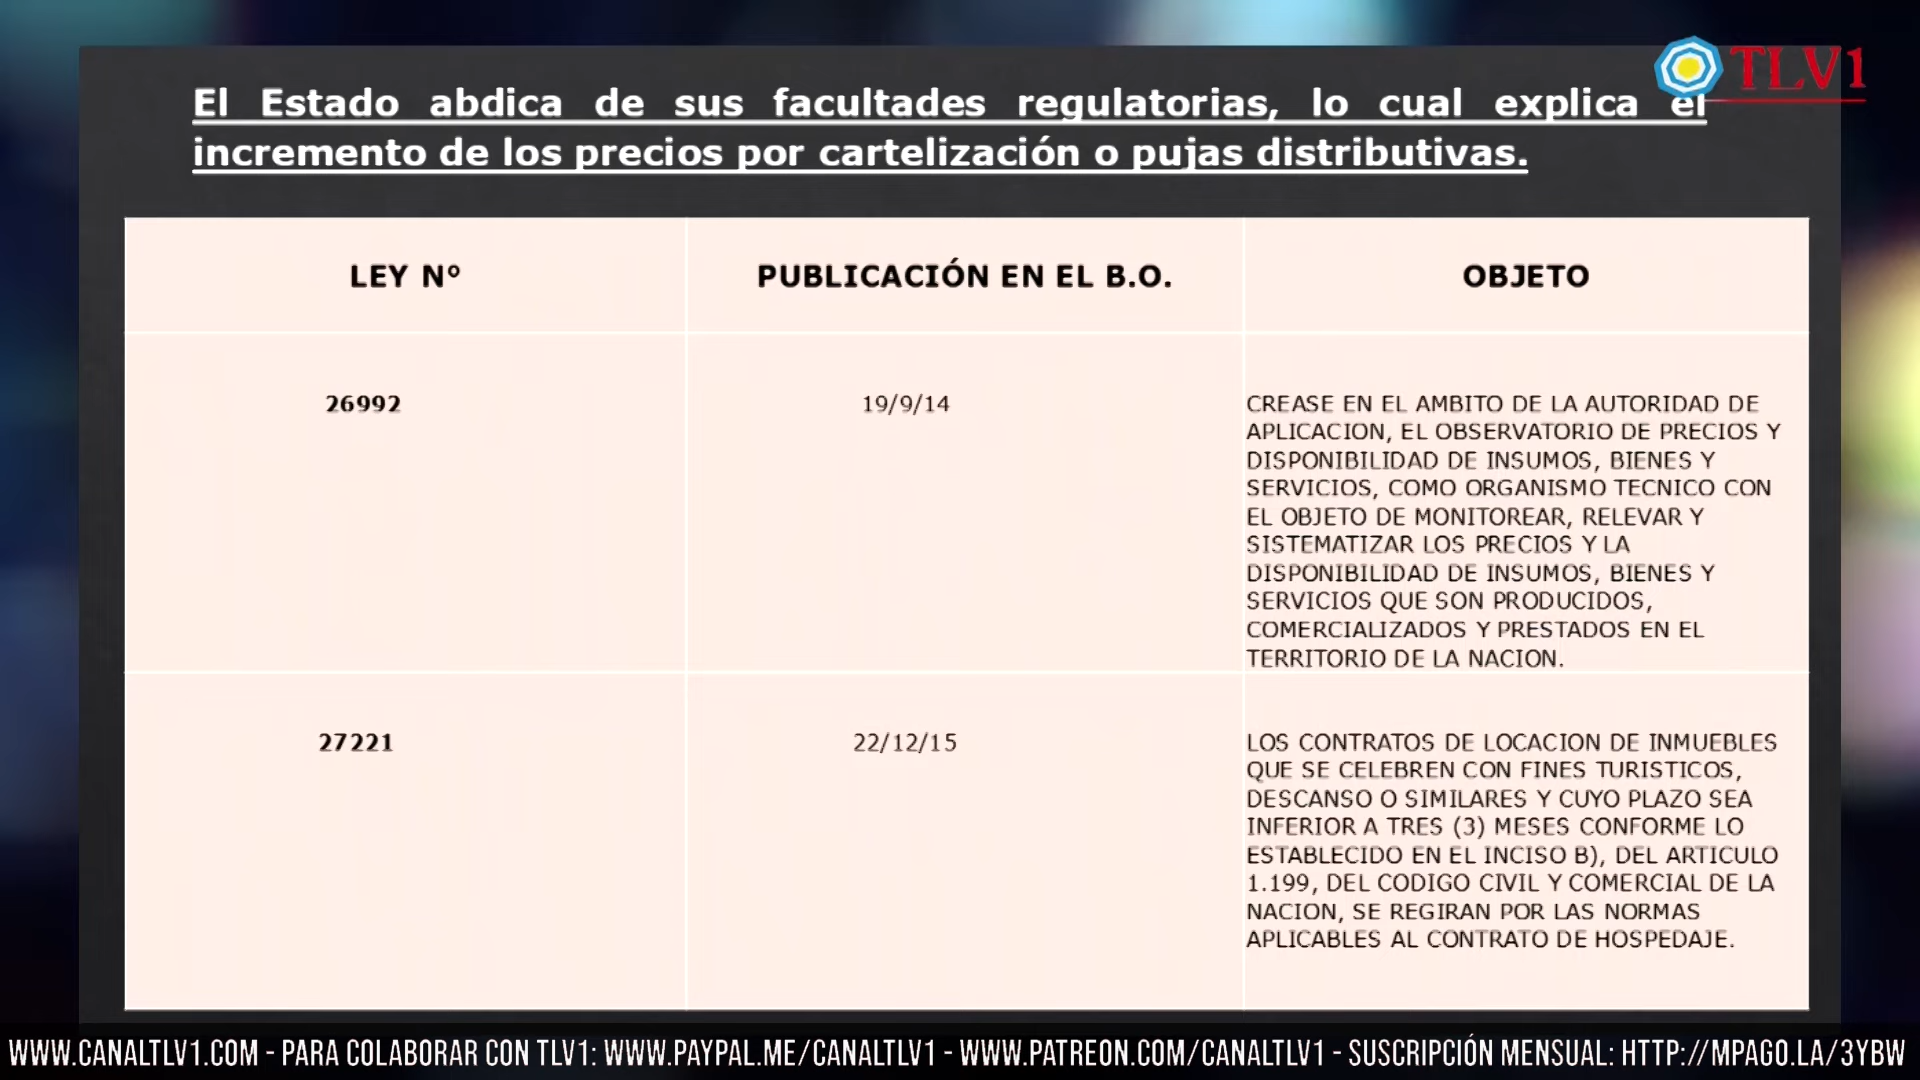 TLV1
El Estado abdica de sus facultades regulatorias, lo cual explica el
incremento de los precios por cartelización o pujas distributivas.
LEY Nº
PUBLICACIÓN EN EL B.O.
OBJETO
26992
19/9/14
CREASE EN EL AMBITO DE LA AUTORIDAD DE
APLICACION, EL OBSERVATORIO DE PRECIOS Y
DISPONIBILIDAD DE INSUMOS, BIENES Y
SERVICIOS, COMO ORGANISMO TECNICO CON
EL OBJETO DE MONITOREAR, RELEVAR Y
SISTEMATIZAR LOS PRECIOS Y LA
DISPONIBILIDAD DE INSUMOS, BIENES Y
SERVICIOS QUE SON PRODUCIDOS,
COMERCIALIZADOS Y PRESTADOS EN EL
TERRITORIO DE LA NACION.
27221
22/12/15
LOS CONTRATOS DE LOCACION DE INMUEBLES
QUE SE CELEBREN CON FINES TURISTICOS,
DESCANSO O SIMILARES Y CUYO PLAZO SEA
INFERIOR A TRES (3) MESES CONFORME LO
ESTABLECIDO EN EL INCISO B), DEL ARTICULO
1.199, DEL CODIGO CIVIL Y COMERCIAL DE LA
NACION, SE REGIRAN POR LAS NORMAS
APLICABLES AL CONTRATO DE HOSPEDAJE.
WWW.CANALTLV1.COM - PARA COLABORAR CON TLV1: WWW.PAYPAL.ME/CANALTLV1 - WWW.PATREON.COM/CANALTLV1 - SUSCRIPCIÓN MENSUAL: HTTP://MPAGO.LA/3YBW